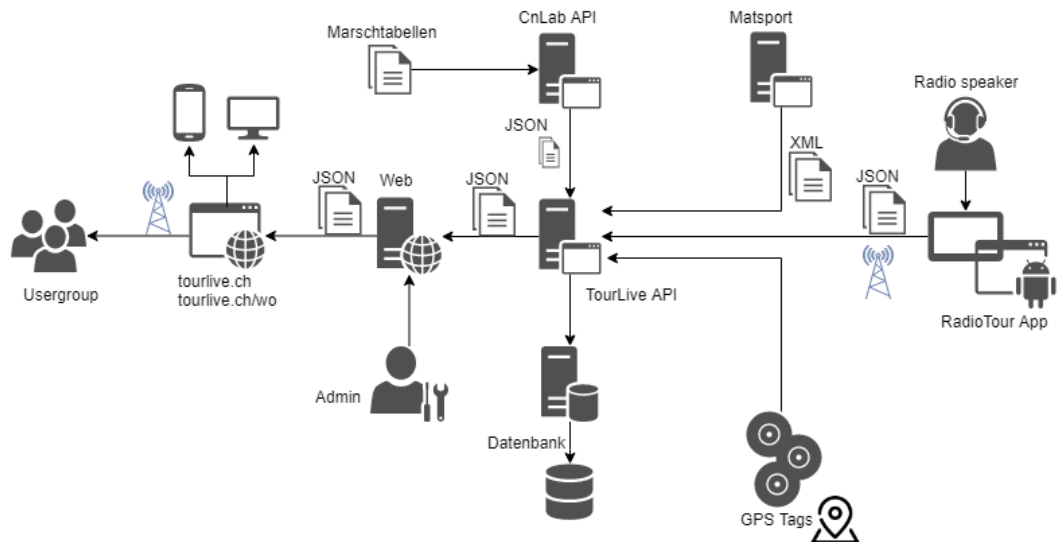 CnLab API
Matsport
Marschtabellen
Radio speaker
JSON
XML
JSON
JSON
Web
JSON
tourlive.ch
tourlive.ch/wo
Usergroup
TourLive API
RadioTour App
Admin
Datenbank
GPS Tags